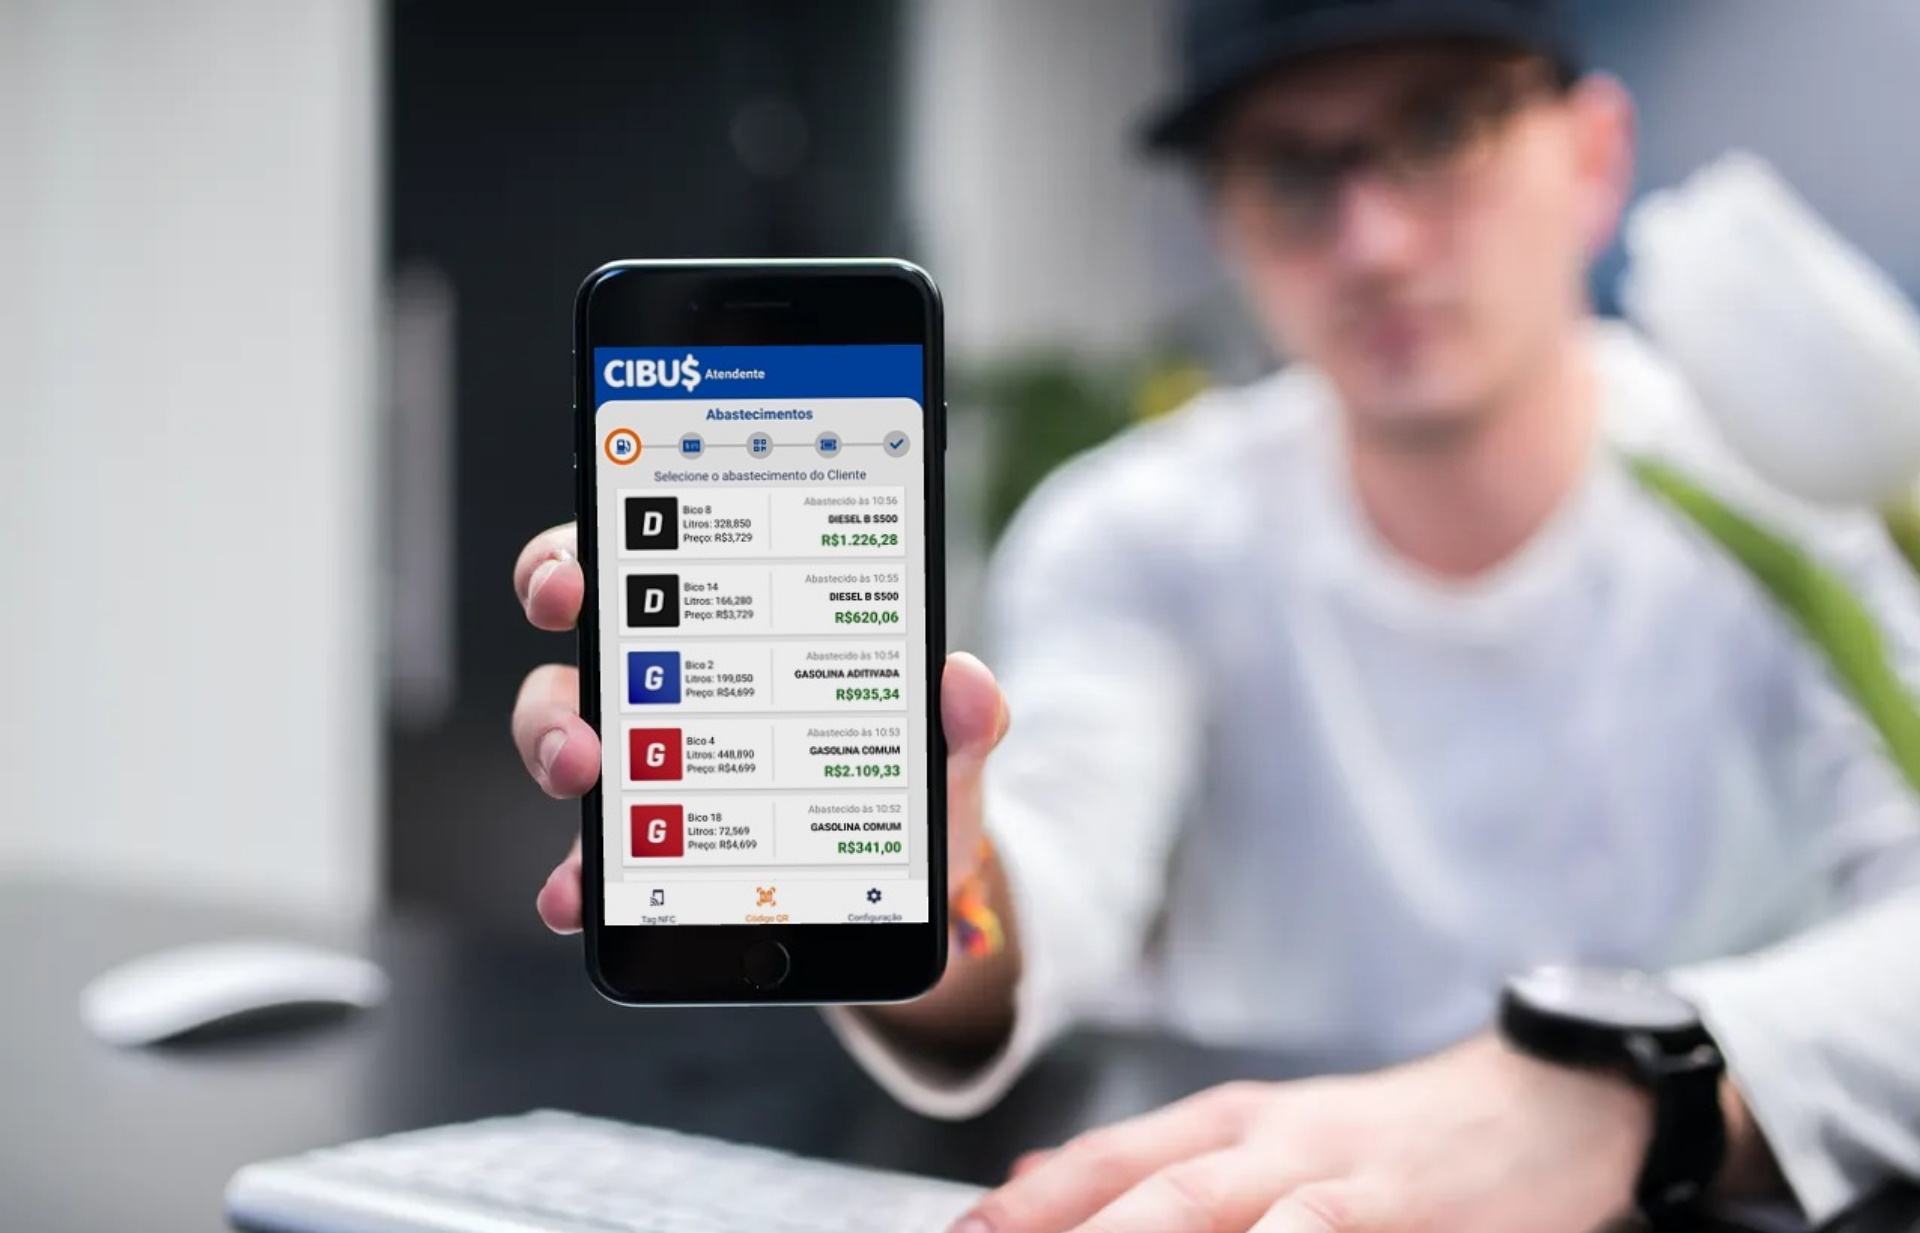 CIBU$ Atendente
Abastecimentos
Selecione o abastecimento do Cliente
D
Bico 8
Litros: 328,850
Preço: R$3,729
Abastecido às 10:56
DIESEL B S500
R$1.226,28
D
Bico 14
Litros: 166,280
Preço: R$3,729
Abastecido às 10:55
DIESEL B S500
R$620,06
G
Bico 2
Litros: 199,050
Preço: R$4,699
Abastecido às 10:54
GASOLINA ADITIVADA
R$935,34
G
Bico 4
Litros: 448,890
Preço: R$4,699
Abastecido às 10:53
GASOLINA COMUM
R$2.109,33
G
Bico 18
Litros: 72,569
Preço: R$4,699
Abastecido às 10:52
GASOLINA COMUM
R$341,00
Tag NFC
Código QR
Configuração